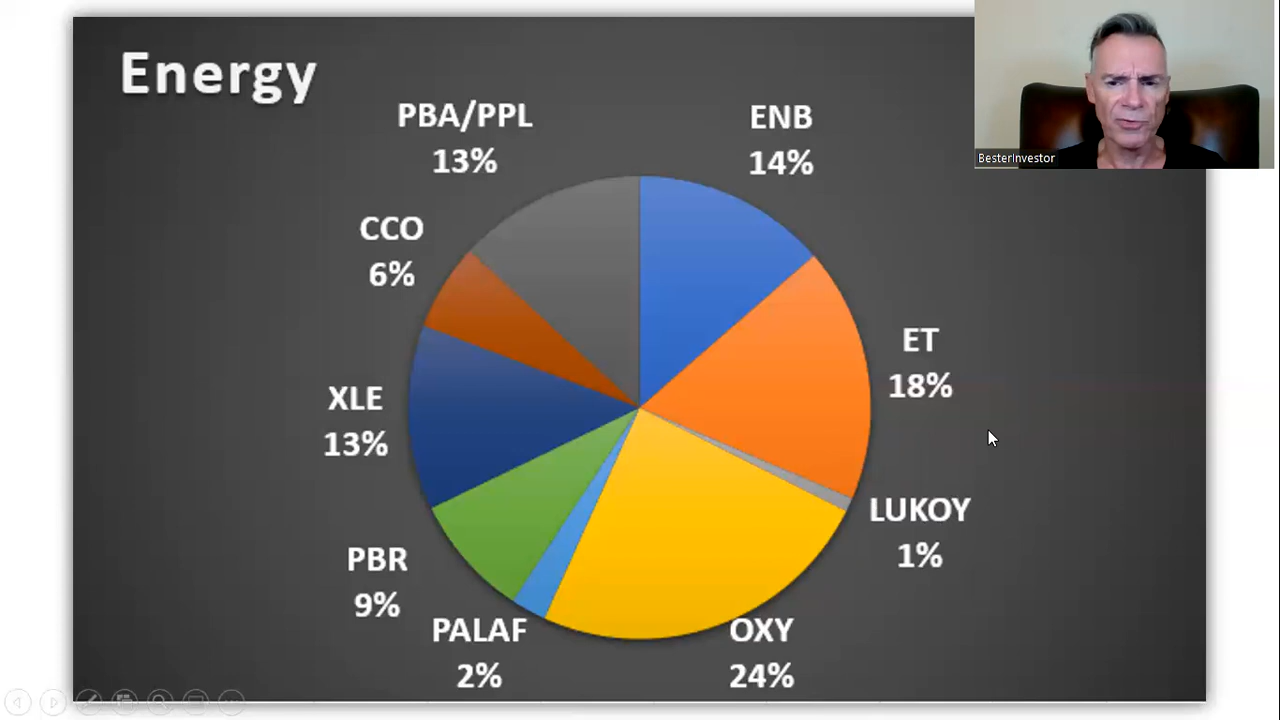 Energy
PBA/PPL
13%
ENB
14%
BesterInvestor
CCO
6%
ET
18%
XLE
13%
LUKOY
1%
PBR
9%
PALAF
2%
OXY
24%